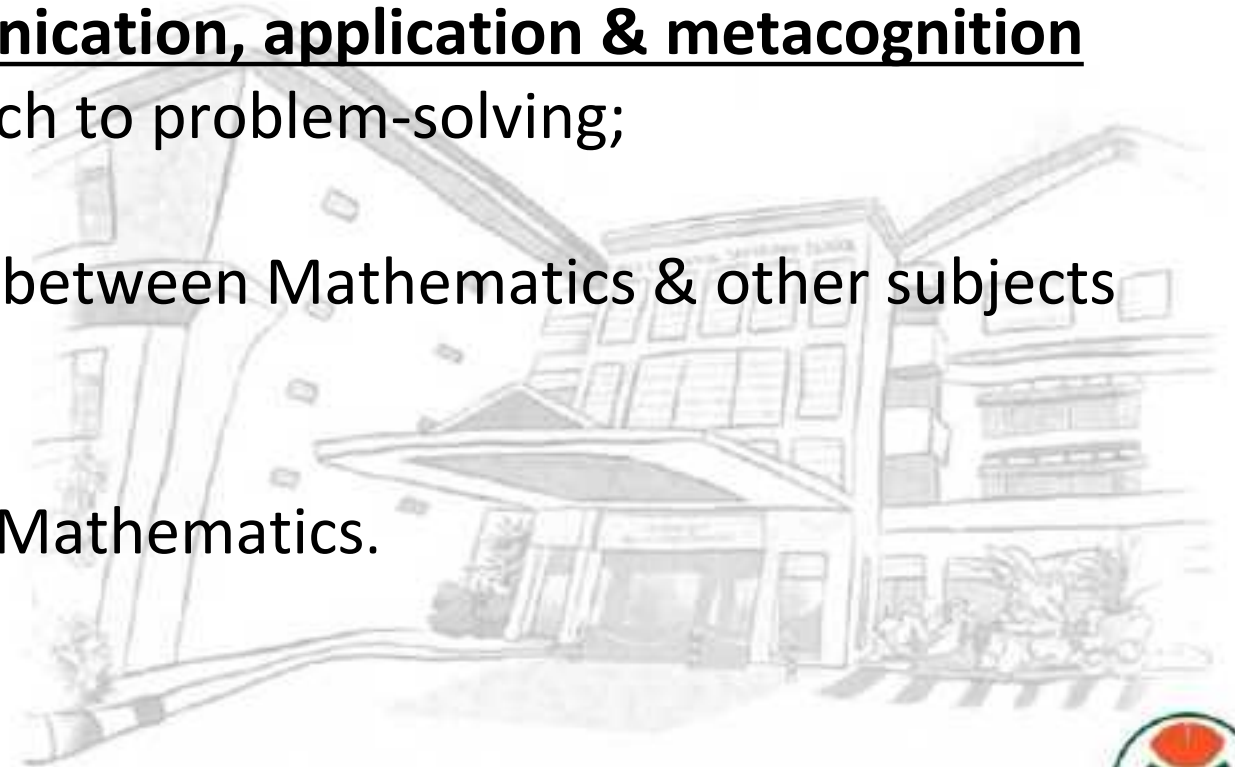 nication, application & metacognition
ch to problem-solving;
between Mathematics & other subjects
Mathematics.